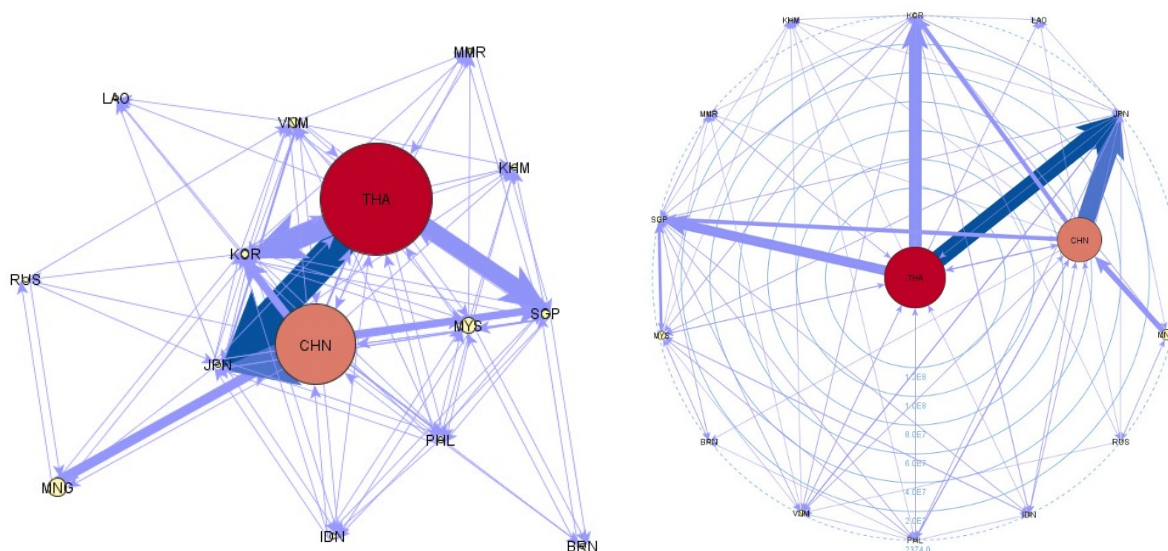 MMR
LAO
VNM
KHM
THA
KOR
RUS
SGP
MYS
CHN
JPN
PHL
MNG
IDN
BRN
KHM
KOR
LAO
MMR
JPN
SGP
CHN
THA
MYS
1.2E8
1.0E8
8.0E7
BRN
RUS
6.0E7
4.0E7
VNM
IDN
2.0E7
PHL
2374.0